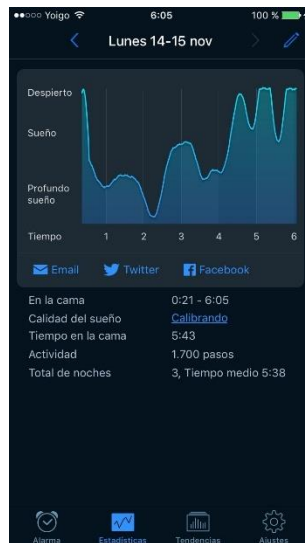 Yoigo 6:05 100 %
Lunes 14-15 nov
Despierto
Sueño
Profundo
sueño
Tiempo 1 2 3 4 5 6
Email Twitter Facebook
En la cama 0:21 - 6:05
Calidad del sueño Calibrando
Tiempo en la cama 5:43
Actividad 1.700 pasos
Total de noches 3, Tiempo medio 5:38
Alarma Estadísticas Tendencias Ajustes